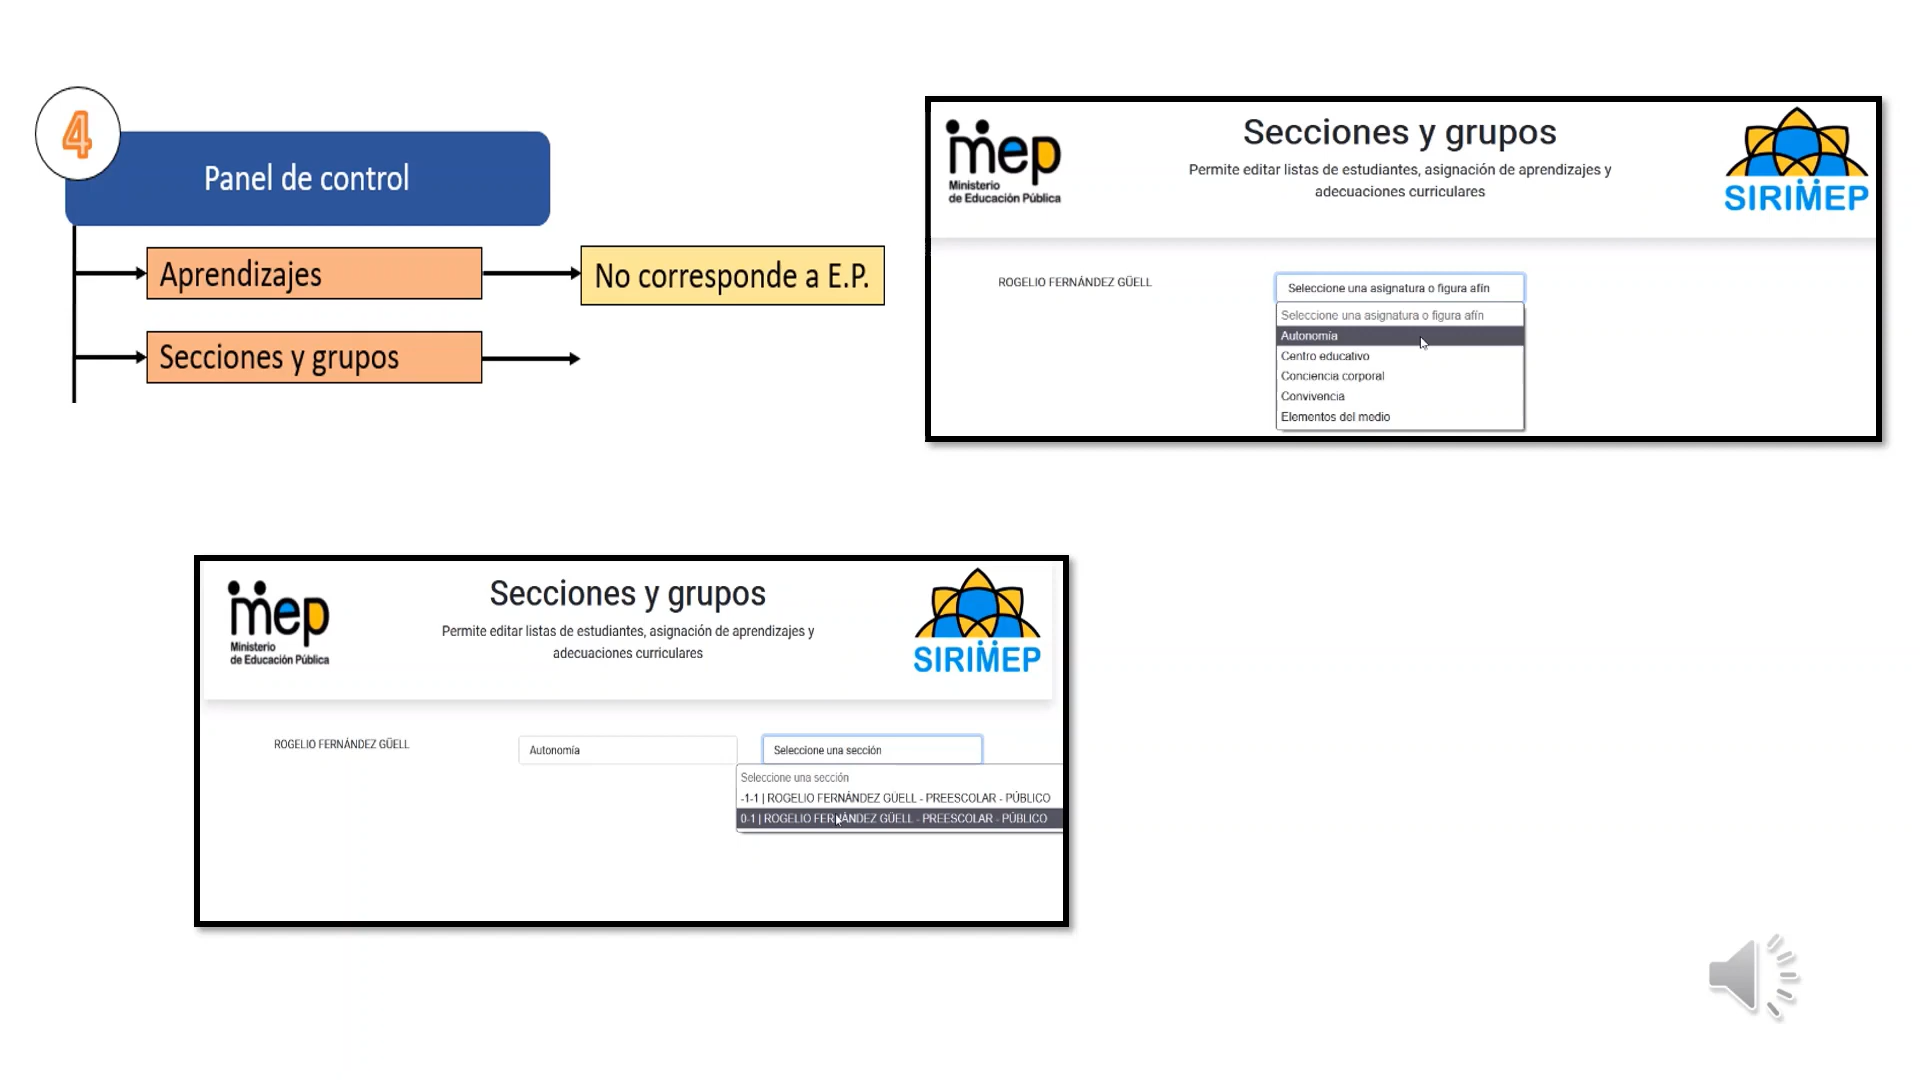 4
Panel de control
Aprendizajes
No corresponde a E.P.
Secciones y grupos
mep
Ministerio
de Educación Pública
Secciones y grupos
Permite editar listas de estudiantes, asignación de aprendizajes y
adecuaciones curriculares
SIRIMEP
ROGELIO FERNÁNDEZ GÜELL
Seleccione una asignatura o figura afín
Seleccione una asignatura o figura afín
Autonomía
Centro educativo
Conciencia corporal
Convivencia
Elementos del medio
mep
Ministerio
de Educación Pública
Secciones y grupos
Permite editar listas de estudiantes, asignación de aprendizajes y
adecuaciones curriculares
SIRIMEP
ROGELIO FERNÁNDEZ GÜELL
Autonomía
Seleccione una sección
Seleccione una sección
-1-1 | ROGELIO FERNÁNDEZ GÜELL - PREESCOLAR - PÚBLICO
0-1 | ROGELIO FERNÁNDEZ GÜELL - PREESCOLAR - PÚBLICO